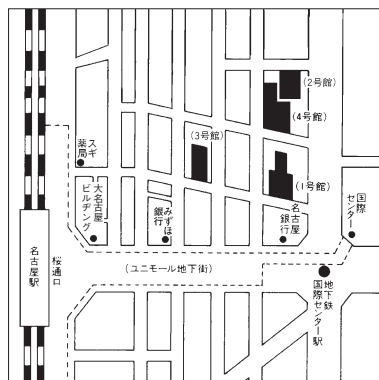 (2号館)
(4号館)
(3号館)
(1号館)
スギ
薬局
大名古屋
ビルヂング
みずほ
銀行
名古屋
銀行
国際
センター
桜通口
名古屋駅
(ユニモール地下街)
地下鉄
国際センター駅